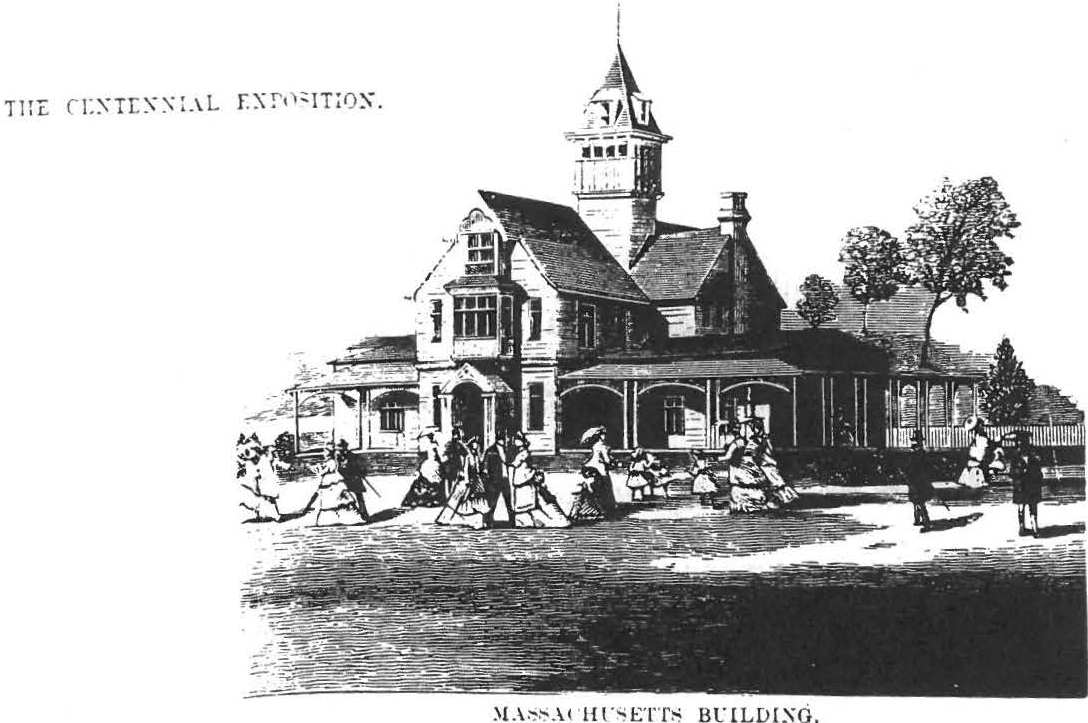 THE CENTENNIAL EXPOSITION.
MASSACHUSETTS BUILDING.